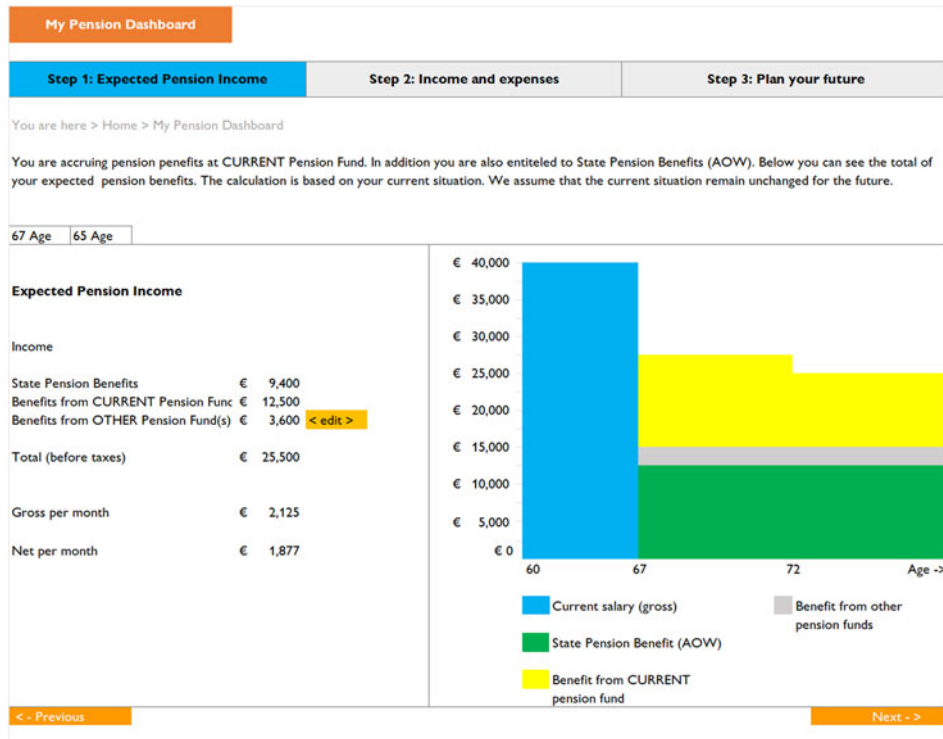 My Pension Dashboard
Step 1: Expected Pension Income
Step 2: Income and expenses
Step 3: Plan your future
You are here > Home > My Pension Dashboard
You are accruing pension penefits at CURRENT Pension Fund. In addition you are also entiteled to State Pension Benefits (AOW). Below you can see the total of
your expected pension benefits. The calculation is based on your current situation. We assume that the current situation remain unchanged for the future.
67 Age
65 Age
Expected Pension Income
Income
State Pension Benefits € 9,400
Benefits from CURRENT Pension Func € 12,500
Benefits from OTHER Pension Fund(s) € 3,600 < edit >
Total (before taxes) € 25,500
Gross per month € 2,125
Net per month € 1,877
€ 40,000
€ 35,000
€ 30,000
€ 25,000
€ 20,000
€ 15,000
€ 10,000
€ 5,000
€ 0
60 67 72 Age ->
Current salary (gross)
State Pension Benefit (AOW)
Benefit from CURRENT
pension fund
Benefit from other
pension funds
< - Previous
Next - >